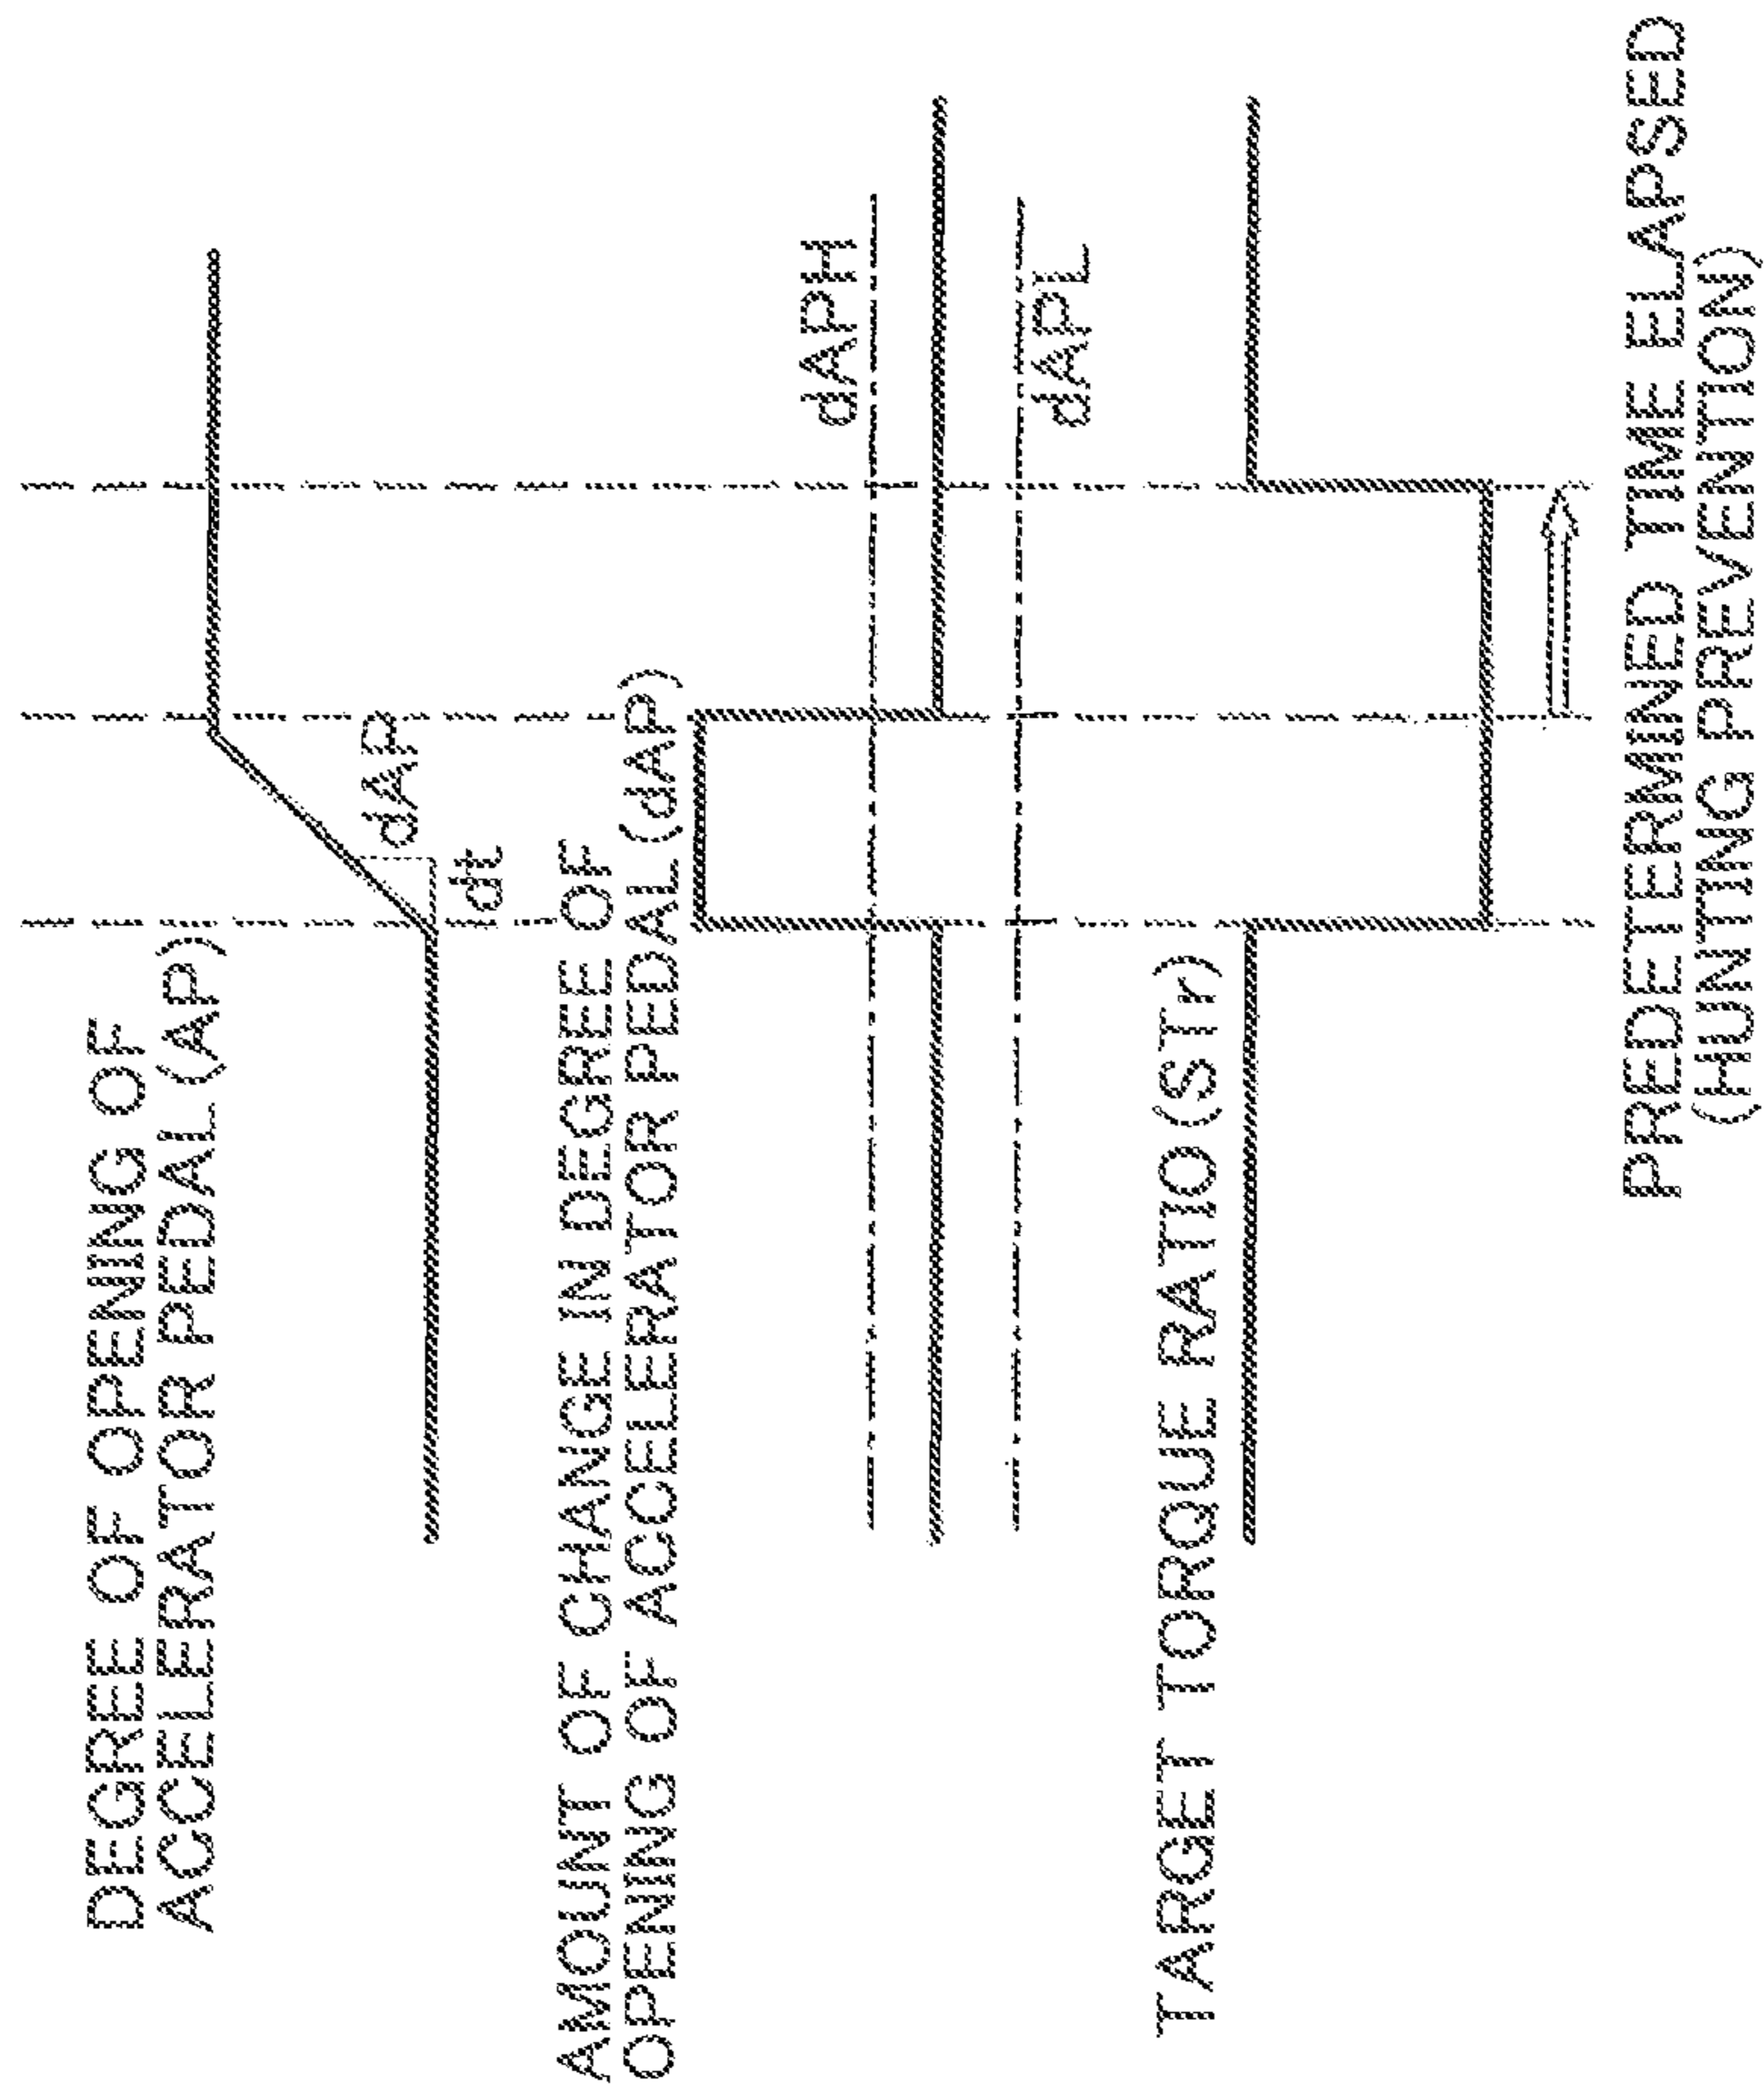 DEGREE OF OPENING OF
ACCELERATOR PEDAL(AP)
dAP
dt
AMOUNT OF CHANGE IN DEGREE OF
OPENING OF ACCELERATOR PEDAL(dAP)
dAPH
dAPL
TARGET TORQUE RATIO(STr)
PREDETERMINED TIME ELAPSED
(HUNTING PREVENTION)